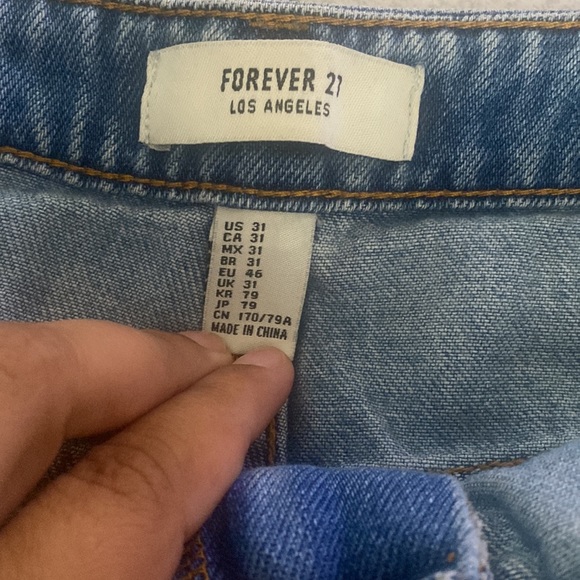 FOREVER 21
LOS ANGELES
US 31
CA 31
MX 31
BR 31
EU 46
UK 31
KR 79
JP 79
CN 170/79A
MADE IN CHINA